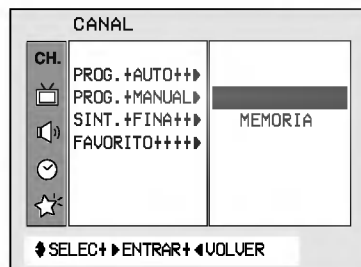 CANAL
CH.
PROG.+AUTO++▶
PROG.+MANUAL▶
SINT.+FINA++▶ MEMORIA
FAVORITO++++▶
◆ SELEC+ ▶ ENTRAR+ ◀ VOLVER